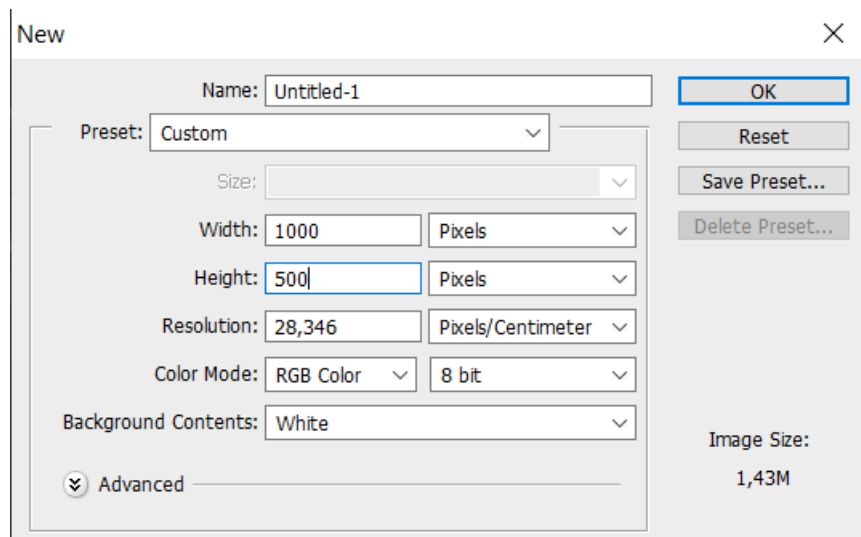 New
Name: Untitled-1
OK
Preset: Custom
Reset
Size:
Save Preset...
Width: 1000 Pixels
Delete Preset...
Height: 500 Pixels
Resolution: 28,346 Pixels/Centimeter
Color Mode: RGB Color 8 bit
Background Contents: White
Image Size:
1,43M
Advanced